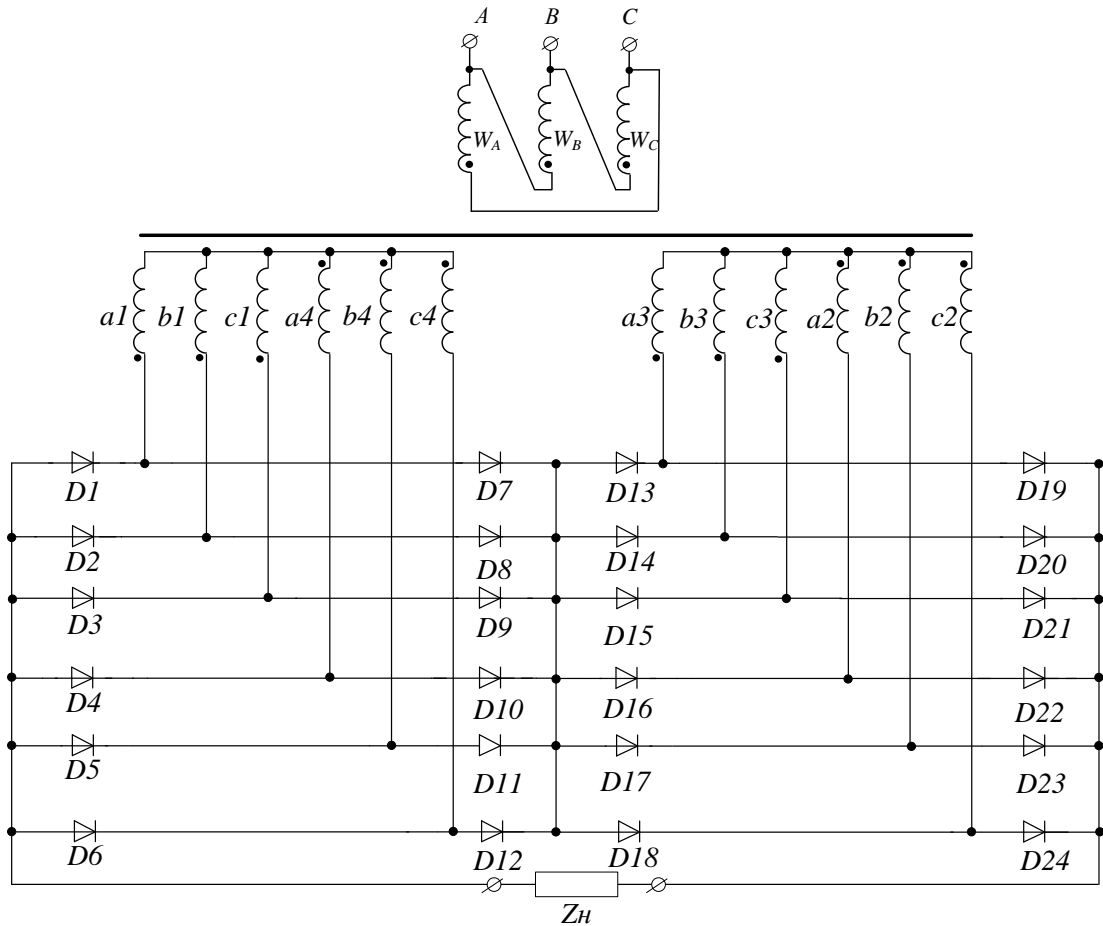 A B C
W_A W_B W_C
a1 b1 c1 a4 b4 c4 a3 b3 c3 a2 b2 c2
D1 D7 D13 D19
D2 D8 D14 D20
D3 D9 D15 D21
D4 D10 D16 D22
D5 D11 D17 D23
D6 D12 D18 D24
Zн